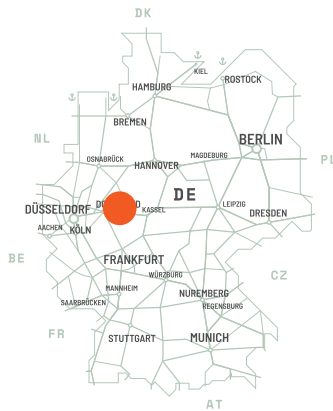 DK
KIEL
ROSTOCK
HAMBURG
BREMEN
NL
BERLIN
OSNABRÜCK
HANNOVER
MAGDEBURG
PL
DE
DÜSSELDORF
KASSEL
LEIPZIG
DRESDEN
AACHEN
KÖLN
BE
FRANKFURT
WÜRZBURG
CZ
MANNHEIM
NUREMBERG
SAARBRÜCKEN
REGENSBURG
FR
STUTTGART
MUNICH
AT